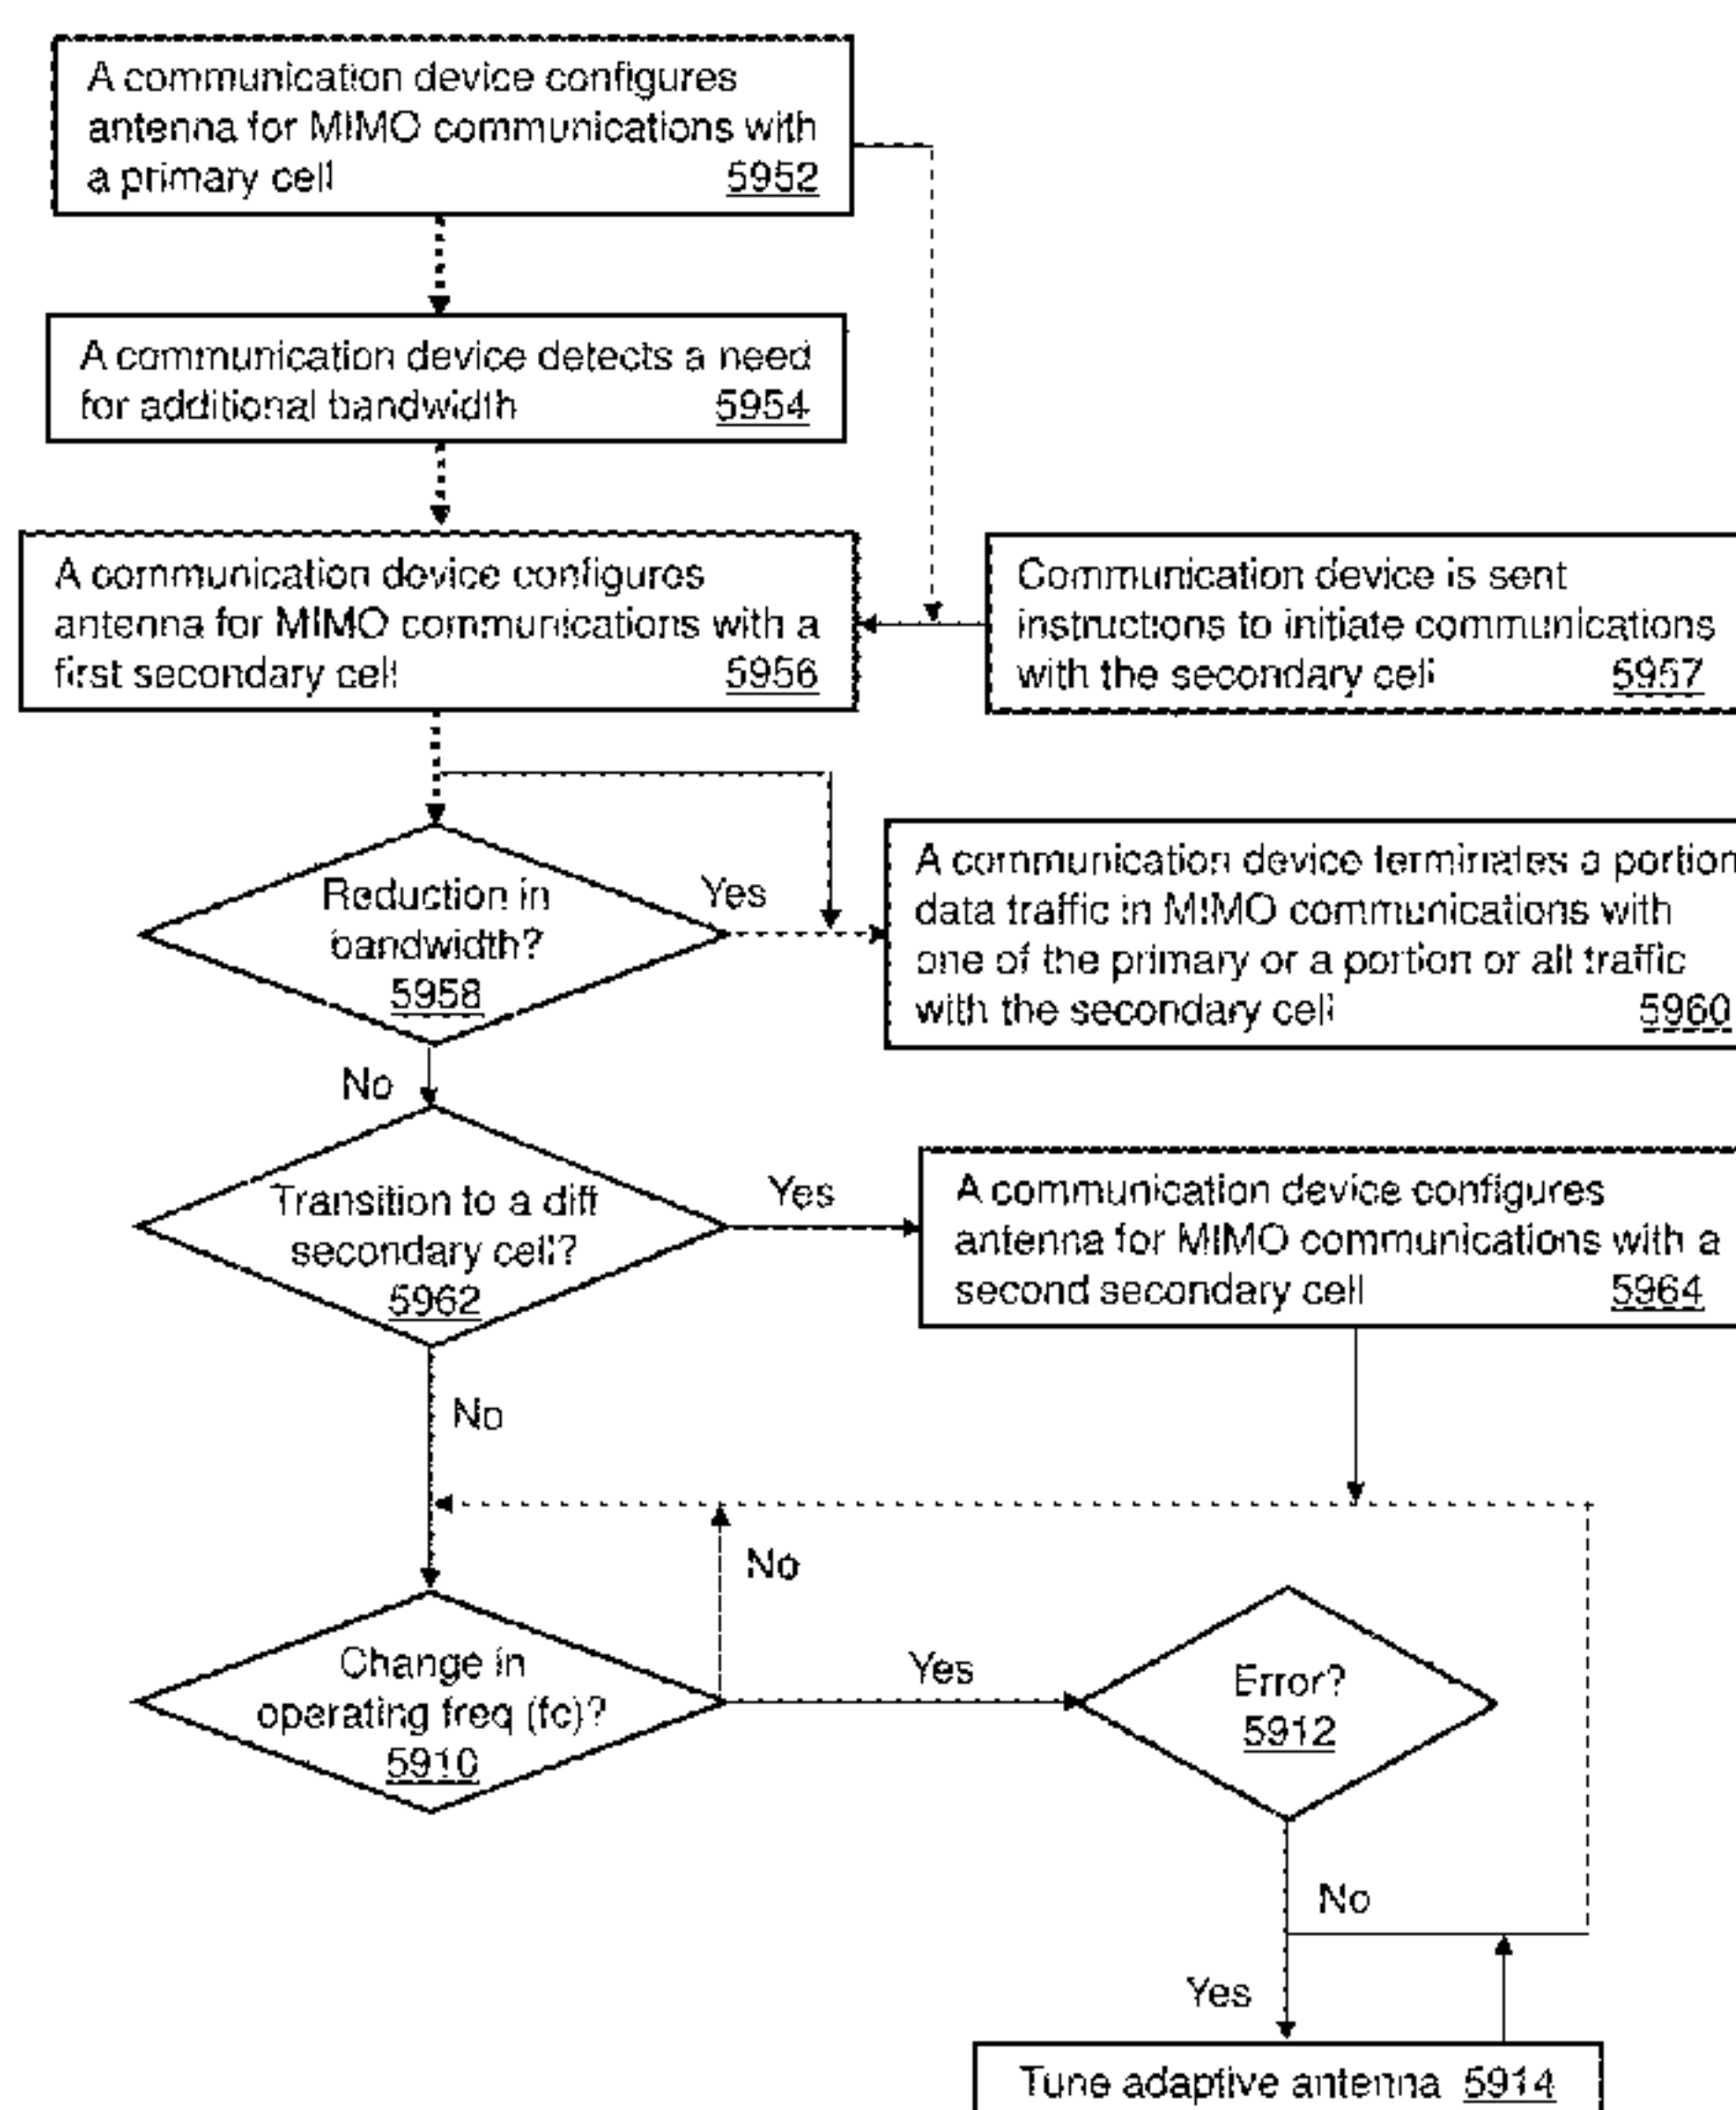 A communication device configures
antenna for MIMO communications with
a primary cell 5952
A communication device detects a need
for additional bandwidth 5954
A communication device configures
antenna for MIMO communications with a
first secondary cell 5956
Communication device is sent
instructions to initiate communications
with the secondary cell 5957
Reduction in
bandwidth?
5958
Yes
A communication device terminates a portion
data traffic in MIMO communications with
one of the primary or a portion or all traffic
with the secondary cell 5960
No
Transition to a diff
secondary cell?
5962
Yes
A communication device configures
antenna for MIMO communications with a
second secondary cell 5964
No
No
Change in
operating freq (fc)?
5910
Yes
Error?
5912
No
Yes
Tune adaptive antenna 5914